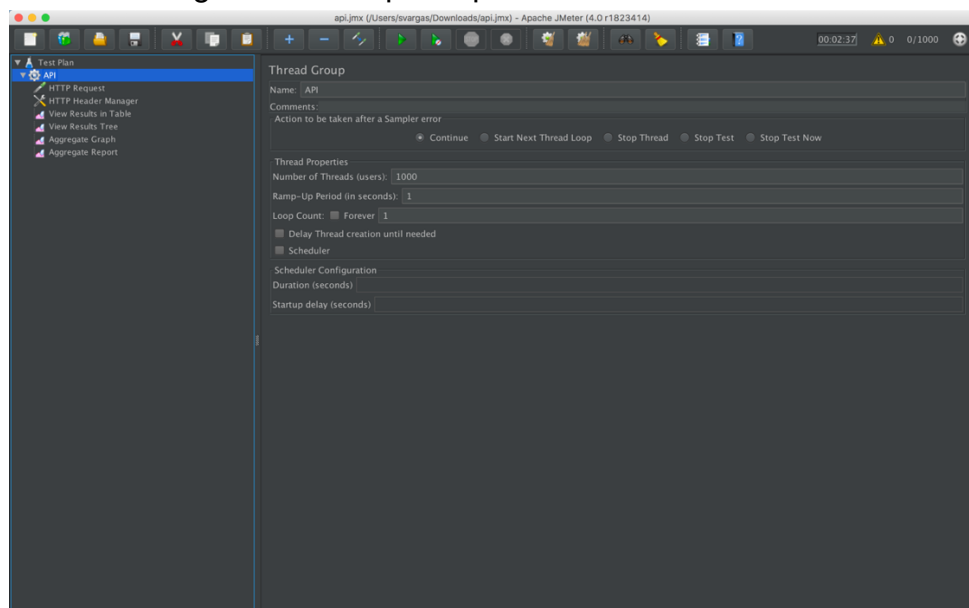 api.jmx (/Users/svargas/Downloads/api.jmx) - Apache JMeter (4.0 r1823414)
00:02:37 0 0/1000
Test Plan
API
HTTP Request
HTTP Header Manager
View Results in Table
View Results Tree
Aggregate Graph
Aggregate Report
Thread Group
Name: API
Comments:
Action to be taken after a Sampler error
Continue Start Next Thread Loop Stop Thread Stop Test Stop Test Now
Thread Properties
Number of Threads (users): 1000
Ramp-Up Period (in seconds): 1
Loop Count: Forever 1
Delay Thread creation until needed
Scheduler
Scheduler Configuration
Duration (seconds)
Startup delay (seconds)